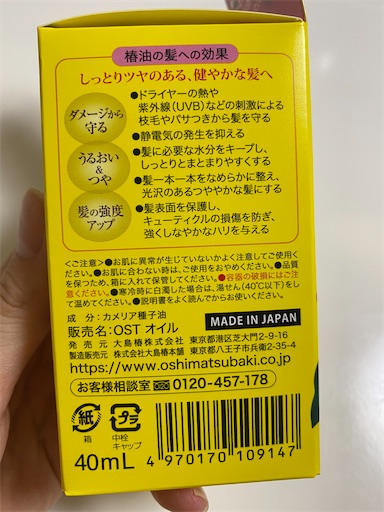 椿油の髪への効果
しっとりツヤのある、健やかな髪へ
ダメージから
守る
●ドライヤーの熱や
紫外線(UVB)などの刺激による
枝毛やパサつきから髪を守る
●静電気の発生を抑える
うるおい
&
つや
●髪に必要な水分をキープし、
しっとりとまとまりやすくする
●髪一本一本をなめらかに整え、
光沢のあるつややかな髪にする
髪の強度
アップ
●髪表面を保護し、
キューティクルの損傷を防ぎ、
強くしなやかなハリを与える
<ご注意>●お肌に異常が生じていないかよく注意してご使用
ください。●お肌に合わない時は、ご使用をおやめください。●品質
を保つため、箱に入れて保管してください。●容器の破損にはご注意
ください。●寒冷時に白濁した場合は、湯せん(40℃以下)をし
てご使用ください。●説明書をよく読んでからお使いください。
成 分:カメリア種子油
販売名:OST オイル
MADE IN JAPAN
発 売 元 大島椿株式会社 東京都港区芝大門2-9-16
製造販売元 株式会社大島椿本舗 東京都八王子市兵衛2-35-4
https://www.oshimatsubaki.co.jp
お客様相談室 0120-457-178
紙
箱
プラ
中栓
キャップ
40mL
4 970170 109147